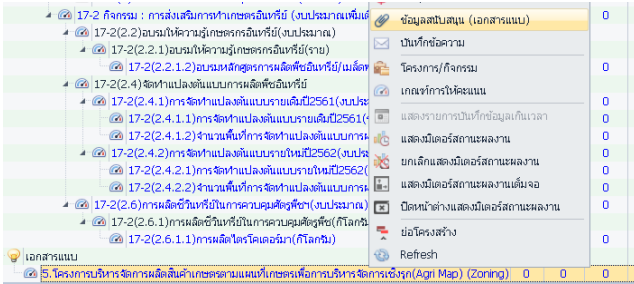 17-2 กิจกรรม : การส่งเสริมการทำเกษตรอินทรีย์ (งบประมาณเพิ่มเติ
17-2(2.2)อบรมให้ความรู้เกษตรกรอินทรีย์(งบประมาณ)
17-2(2.2.1)อบรมให้ความรู้เกษตรกรอินทรีย์(ราย)
17-2(2.2.1.2)อบรมหลักสูตรการผลิตพืชอินทรีย์/เมล็ดพ
17-2(2.4)จัดทำแปลงต้นแบบการผลิตพืชอินทรีย์
17-2(2.4.1)การจัดทำแปลงต้นแบบรายเดิมปี2561(งบประ
17-2(2.4.1.1)การจัดทำแปลงต้นแบบรายเดิมปี2561(
17-2(2.4.1.2)จำนวนพื้นที่การจัดทำแปลงต้นแบบการผ
17-2(2.4.2)การจัดทำแปลงต้นแบบรายใหม่ปี2562(งบประ
17-2(2.4.2.1)การจัดทำแปลงต้นแบบรายใหม่ปี2562(
17-2(2.4.2.2)จำนวนพื้นที่การจัดทำแปลงต้นแบบการผ
17-2(2.6)การผลิตชีวินทรีย์ในการควบคุมศัตรูพืชฯ(งบประมาณ)
17-2(2.6.1)การผลิตชีวินทรีย์ในการควบคุมศัตรูพืช(กิโลกรัม)
17-2(2.6.1.1)การผลิตไตรโคเดอร์มา(กิโลกรัม)
เอกสารแนบ
5.โครงการบริหารจัดการผลิตสินค้าเกษตรตามแผนที่เกษตรเพื่อการบริหารจัดการเชิงรุก(Agri Map) (Zoning) 0 0 0
ข้อมูลสนับสนุน (เอกสารแนบ)
บันทึกข้อความ
โครงการ/กิจกรรม
เกณฑ์การให้คะแนน
แสดงรายการบันทึกข้อมูลเกินเวลา
แสดงมิเตอร์สถานะผลงาน
ยกเลิกแสดงมิเตอร์สถานะผลงาน
แสดงมิเตอร์สถานะผลงานเต็มจอ
ปิดหน้าต่างแสดงมิเตอร์สถานะผลงาน
ย่อโครงสร้าง
Refresh
0
0
0
0
0
0
0
0
0